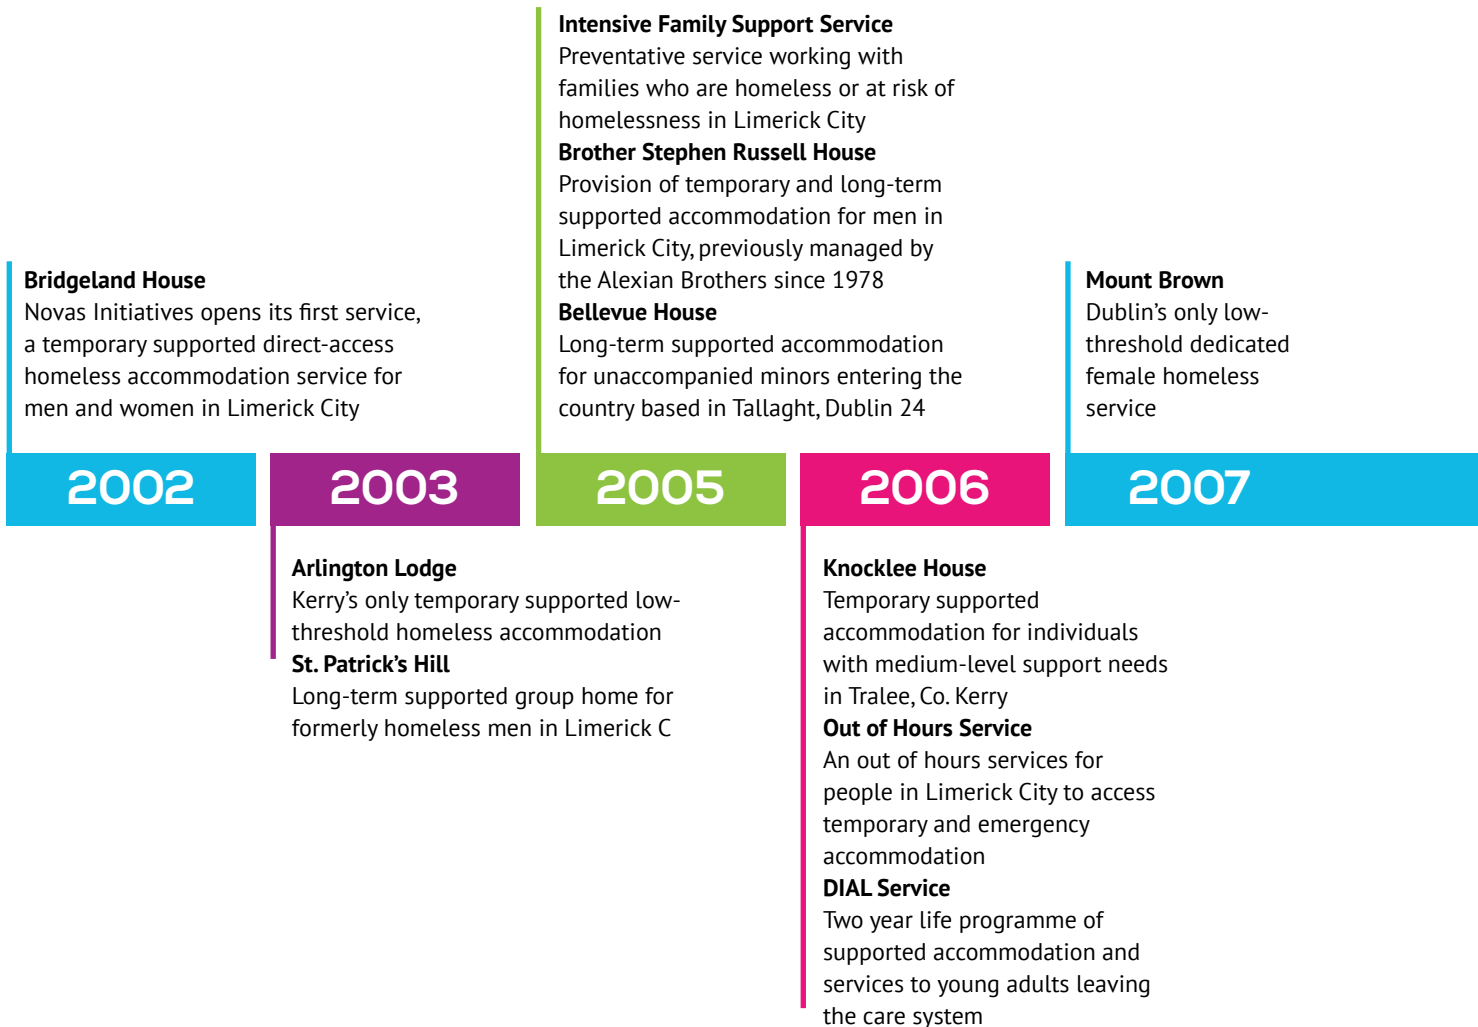 Intensive Family Support Service
Preventative service working with
families who are homeless or at risk of
homelessness in Limerick City
Brother Stephen Russell House
Provision of temporary and long-term
supported accommodation for men in
Limerick City, previously managed by
the Alexian Brothers since 1978
Bellevue House
Long-term supported accommodation
for unaccompanied minors entering the
country based in Tallaght, Dublin 24
Bridgeland House
Novas Initiatives opens its first service,
a temporary supported direct-access
homeless accommodation service for
men and women in Limerick City
Mount Brown
Dublin's only low-
threshold dedicated
female homeless
service
2002
2003
2005
2006
2007
Arlington Lodge
Kerry's only temporary supported low-
threshold homeless accommodation
St. Patrick's Hill
Long-term supported group home for
formerly homeless men in Limerick C
Knocklee House
Temporary supported
accommodation for individuals
with medium-level support needs
in Tralee, Co. Kerry
Out of Hours Service
An out of hours services for
people in Limerick City to access
temporary and emergency
accommodation
DIAL Service
Two year life programme of
supported accommodation and
services to young adults leaving
the care system